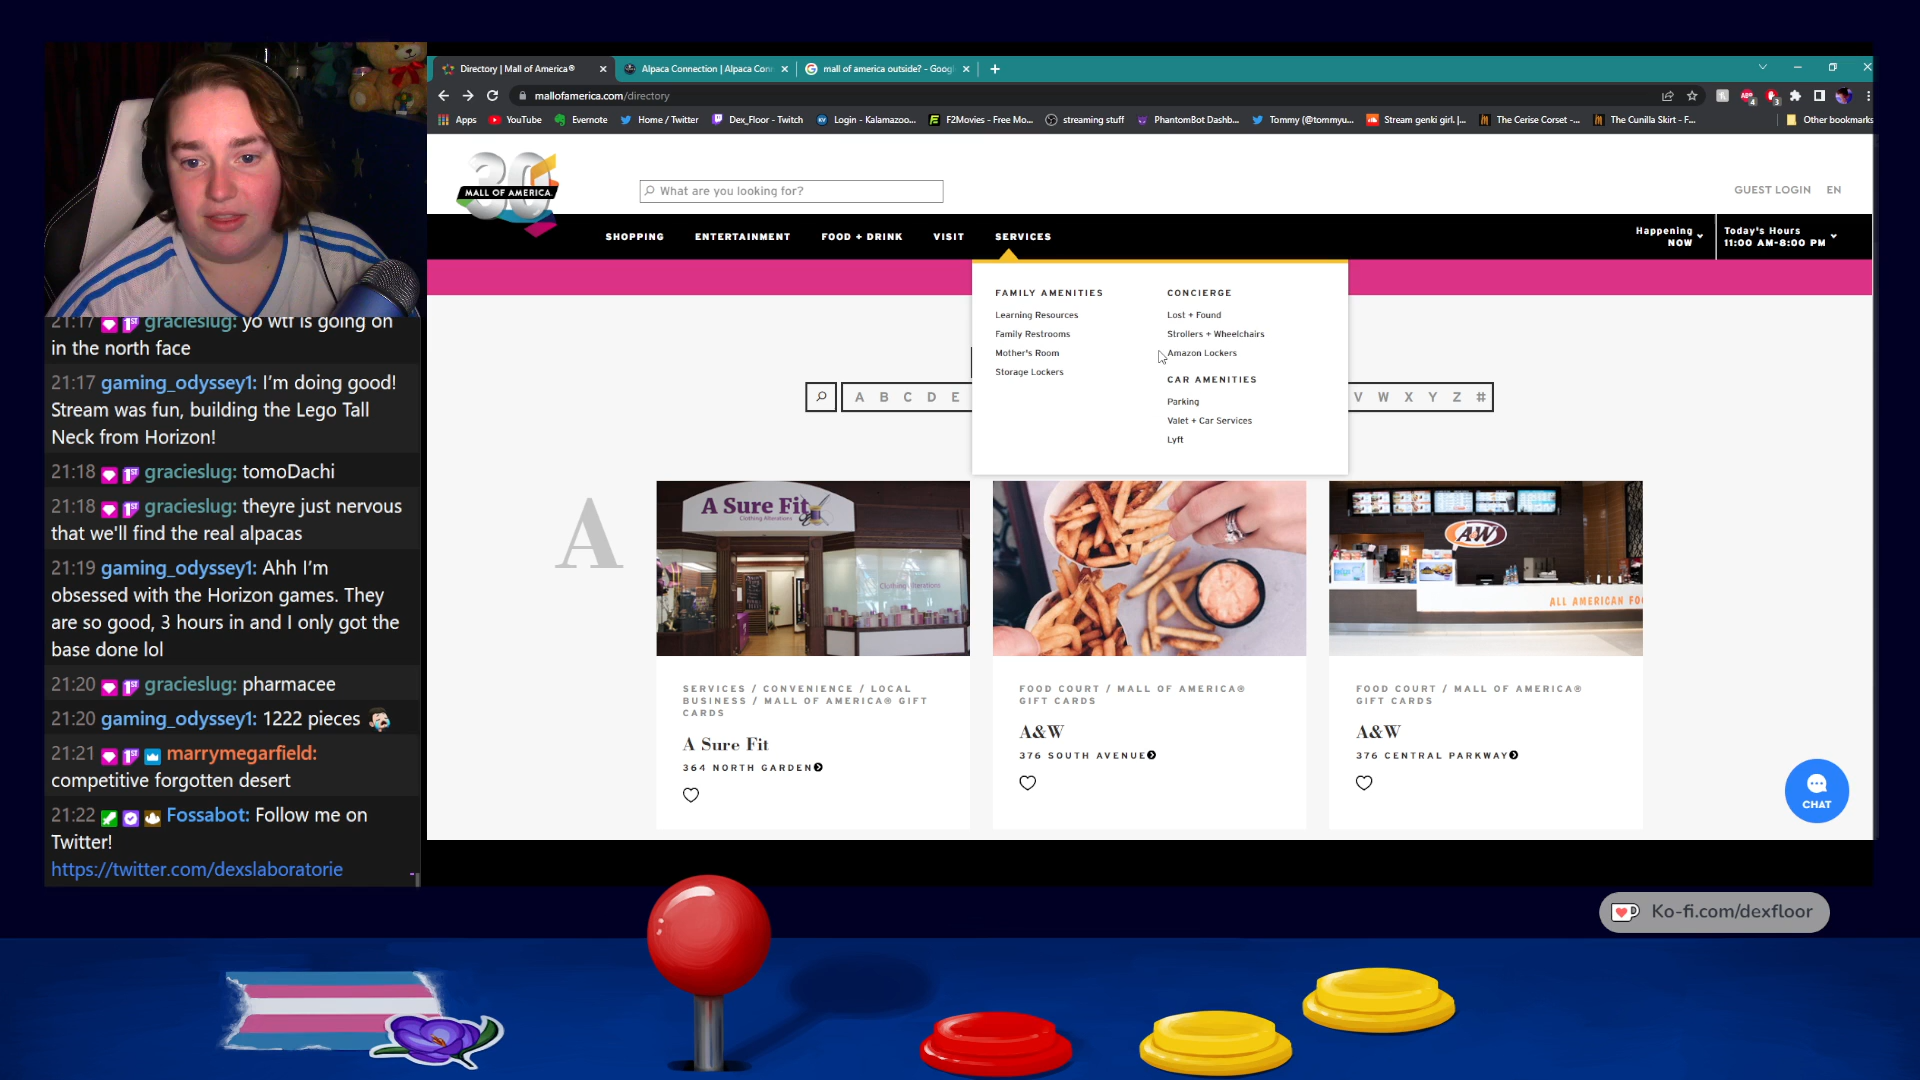 Directory | Mall of America®
Alpaca Connection | Alpaca Con
mall of america outside? - Goog
mallofamerica.com/directory
Apps
YouTube
Evernote
Home / Twitter
Dex_Floor - Twitch
Login - Kalamazoo...
F2Movies - Free Mo...
streaming stuff
PhantomBot Dashb...
Tommy (@tommyu...
Stream genki girl. |...
The Cerise Corset -...
The Cunilla Skirt - F...
Other bookmarks
30
MALL OF AMERICA.
What are you looking for?
GUEST LOGIN
EN
SHOPPING
ENTERTAINMENT
FOOD + DRINK
VISIT
SERVICES
Happening
NOW
Today's Hours
11:00 AM-8:00 PM
FAMILY AMENITIES
Learning Resources
Family Restrooms
Mother's Room
Storage Lockers
CONCIERGE
Lost + Found
Strollers + Wheelchairs
Amazon Lockers
CAR AMENITIES
Parking
Valet + Car Services
Lyft
A B C D E
V W X Y Z #
A
A Sure Fit
Clothing Alterations
A&W
ALL AMERICAN FO
SERVICES / CONVENIENCE / LOCAL
BUSINESS / MALL OF AMERICA® GIFT
CARDS
A Sure Fit
364 NORTH GARDEN
FOOD COURT / MALL OF AMERICA®
GIFT CARDS
A&W
376 SOUTH AVENUE
FOOD COURT / MALL OF AMERICA®
GIFT CARDS
A&W
376 CENTRAL PARKWAY
CHAT
21:17 gracieslug: yo wtf is going on
in the north face
21:17 gaming_odyssey1: I'm doing good!
Stream was fun, building the Lego Tall
Neck from Horizon!
21:18 gracieslug: tomoDachi
21:18 gracieslug: theyre just nervous
that we'll find the real alpacas
21:19 gaming_odyssey1: Ahh I'm
obsessed with the Horizon games. They
are so good, 3 hours in and I only got the
base done lol
21:20 gracieslug: pharmacee
21:20 gaming_odyssey1: 1222 pieces
21:21 marrymegarfield:
competitive forgotten desert
21:22 Fossabot: Follow me on
Twitter!
https://twitter.com/dexslaboratorie
Ko-fi.com/dexfloor